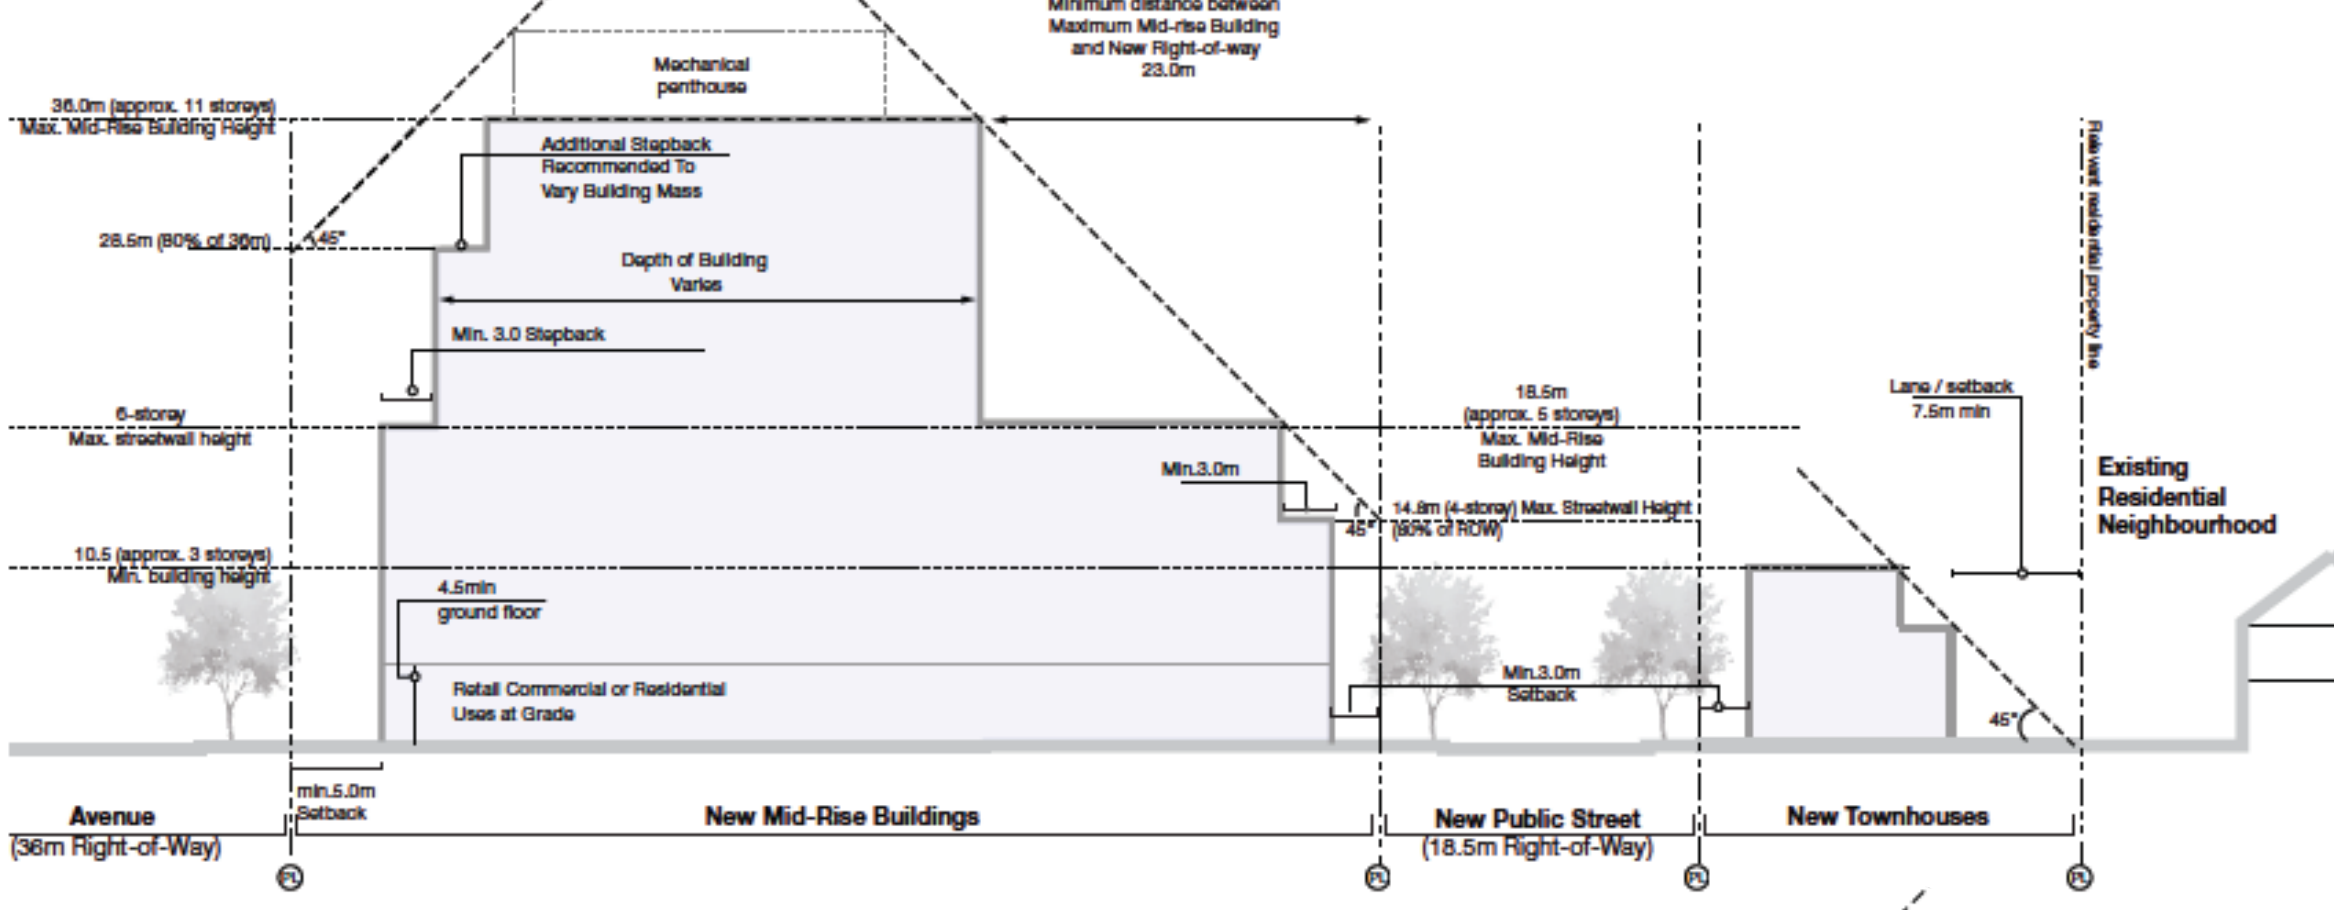 Minimum distance between
Maximum Mid-rise Building
and New Right-of-way
23.0m
Mechanical
penthouse
36.0m (approx. 11 storeys)
Max. Mid-Rise Building Height
Additional Stepback
Recommended To
Vary Building Mass
28.5m (80% of 36m)
45°
Depth of Building
Varies
Min. 3.0 Stepback
6-storey
Max. streetwall height
18.5m
(approx. 5 storeys)
Max. Mid-Rise
Building Height
Lane / setback
7.5m min
Relevant residential property line
Existing
Residential
Neighbourhood
Min.3.0m
14.8m (4-storey) Max. Streetwall Height
(80% of ROW)
45°
10.5 (approx. 3 storeys)
Min. building height
4.5min
ground floor
Retail Commercial or Residential
Uses at Grade
Min.3.0m
Setback
45°
min.5.0m
Setback
Avenue
(36m Right-of-Way)
New Mid-Rise Buildings
New Public Street
(18.5m Right-of-Way)
New Townhouses
PL
PL
PL
PL